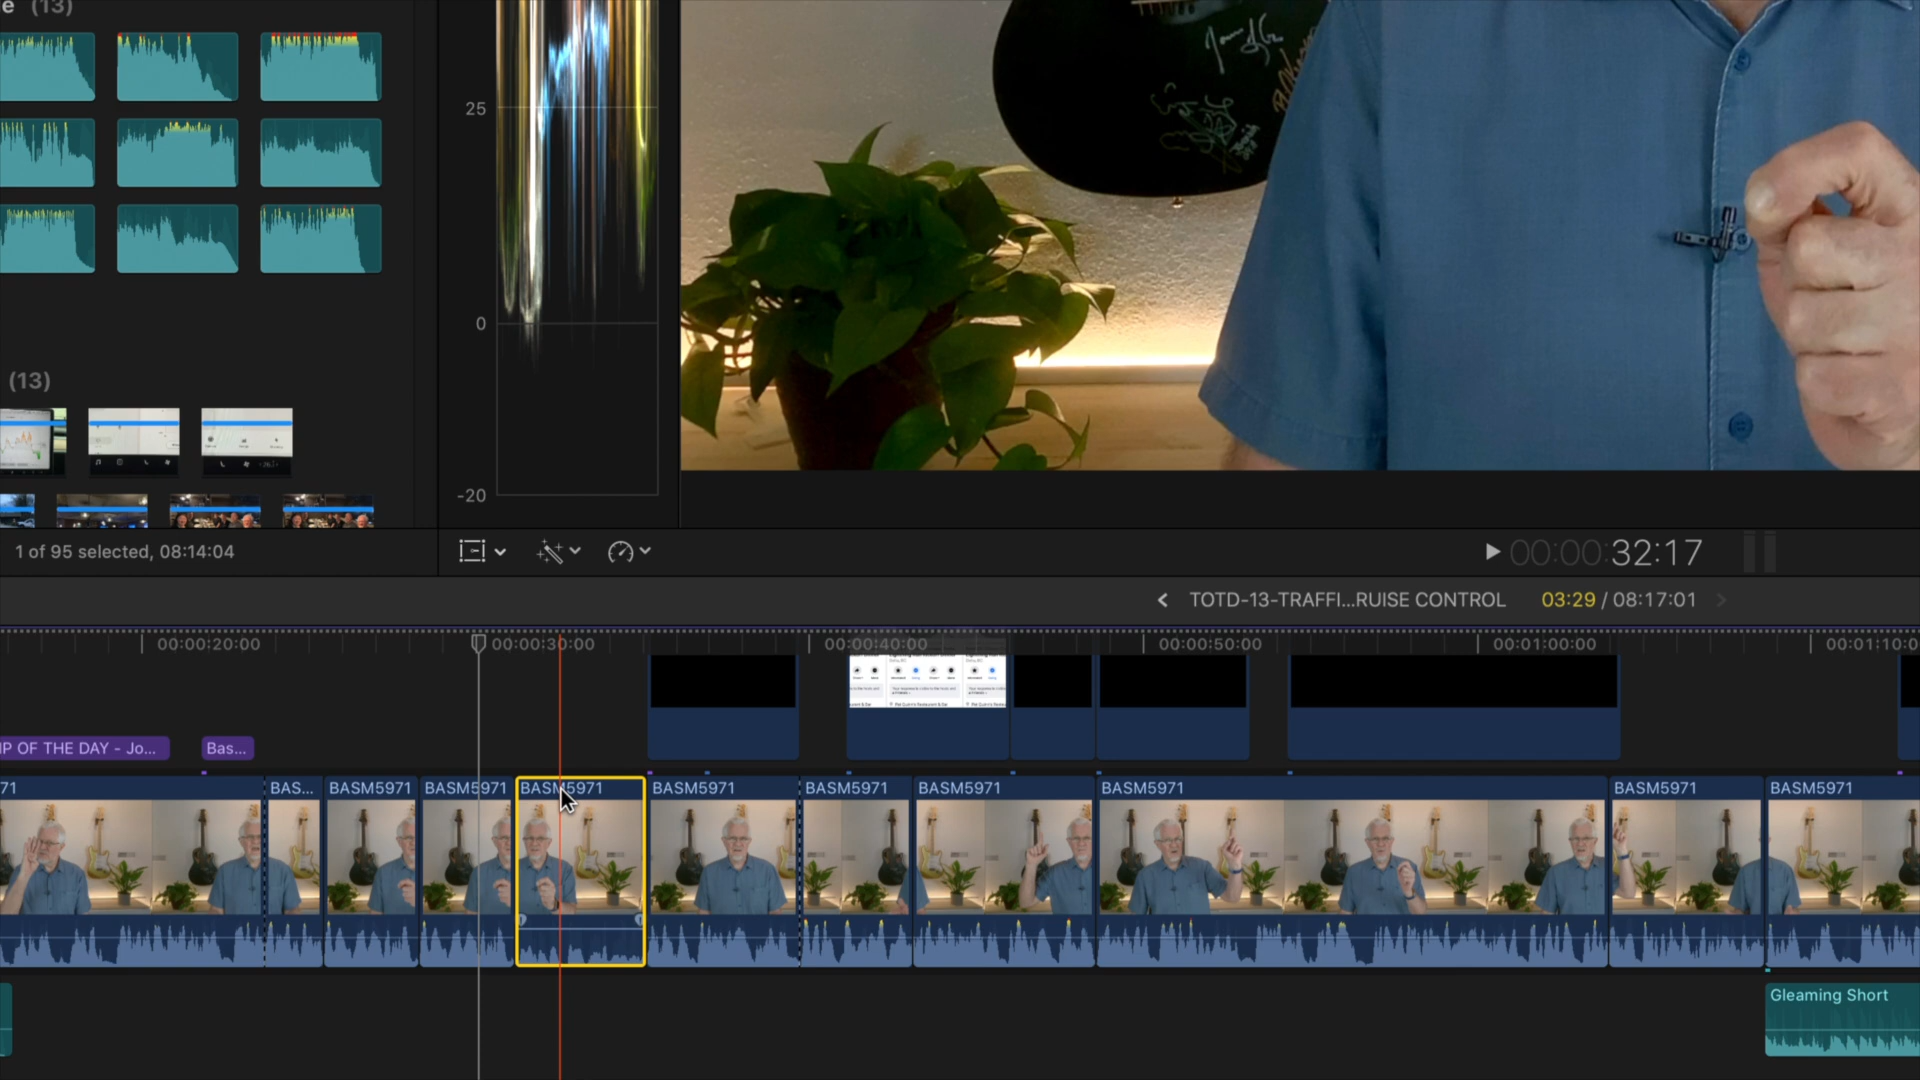 e (13)
25
0
-20
(13)
1 of 95 selected, 08:14:04
00:00:32:17
TOTD-13-TRAFFI...RUISE CONTROL 03:29 / 08:17:01
00:00:20:00 00:00:30:00 00:00:40:00 00:00:50:00 00:01:00:00 00:01:10:0
IP OF THE DAY - Jo... Bas...
71 BAS... BASM5971 BASM5971 BASM5971 BASM5971 BASM5971 BASM5971 BASM5971 BASM5971 BASM5971
Gleaming Short